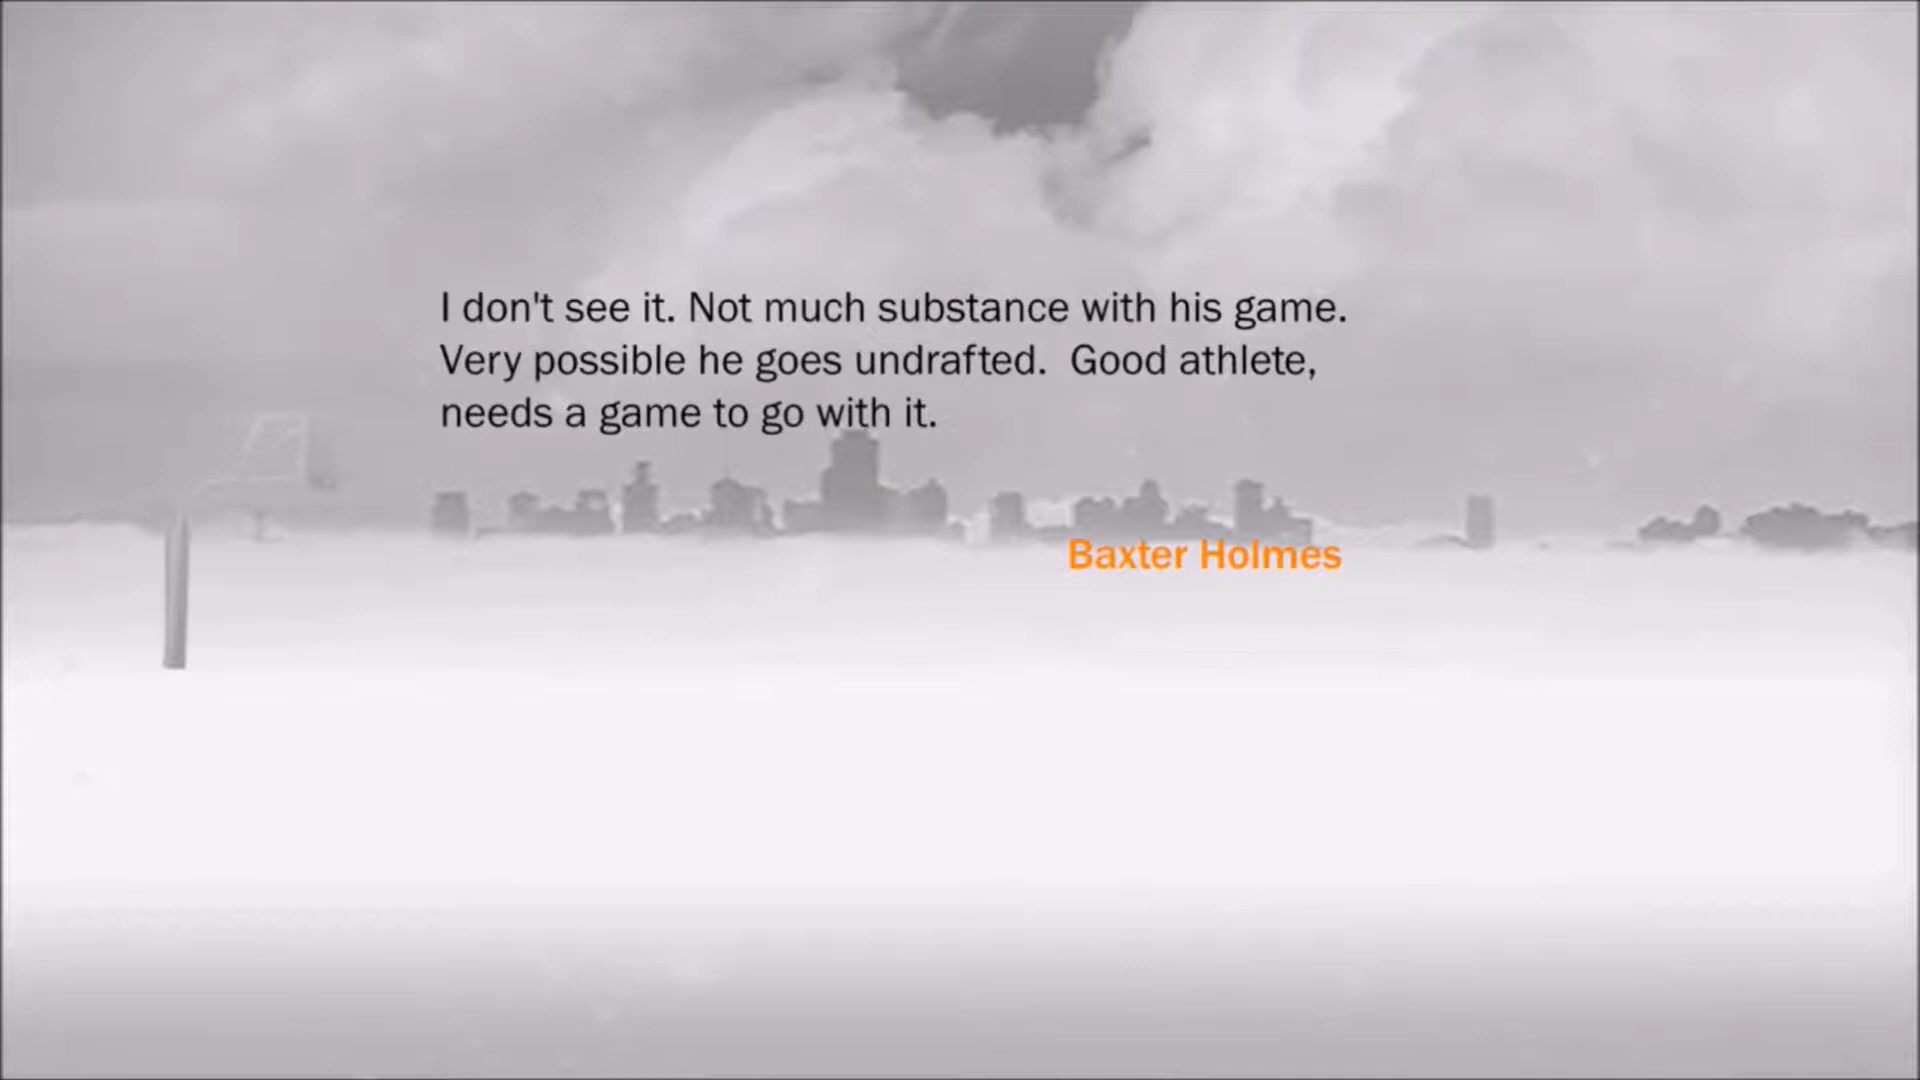 I don't see it. Not much substance with his game.
Very possible he goes undrafted.  Good athlete,
needs a game to go with it.
Baxter Holmes